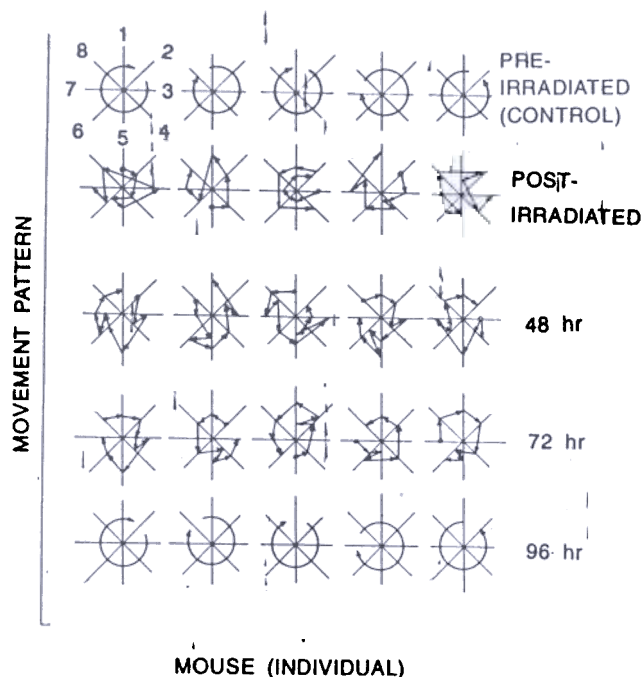 1
8 2
7 3
6 5 4
PRE-
IRRADIATED
(CONTROL)
POST-
IRRADIATED
48 hr
72 hr
96 hr
MOVEMENT PATTERN
MOUSE (INDIVIDUAL)